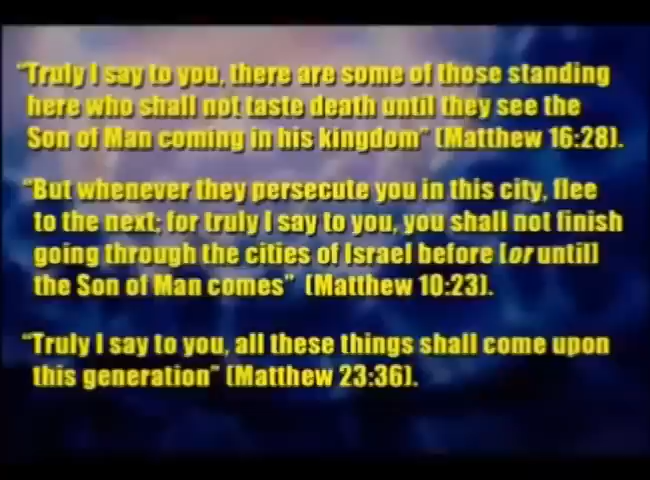 "Truly I say to you, there are some of those standing
here who shall not taste death until they see the
Son of Man coming in his kingdom" (Matthew 16:28).
"But whenever they persecute you in this city, flee
to the next; for truly I say to you, you shall not finish
going through the cities of Israel before [or until]
the Son of Man comes" (Matthew 10:23).
"Truly I say to you, all these things shall come upon
this generation" (Matthew 23:36).